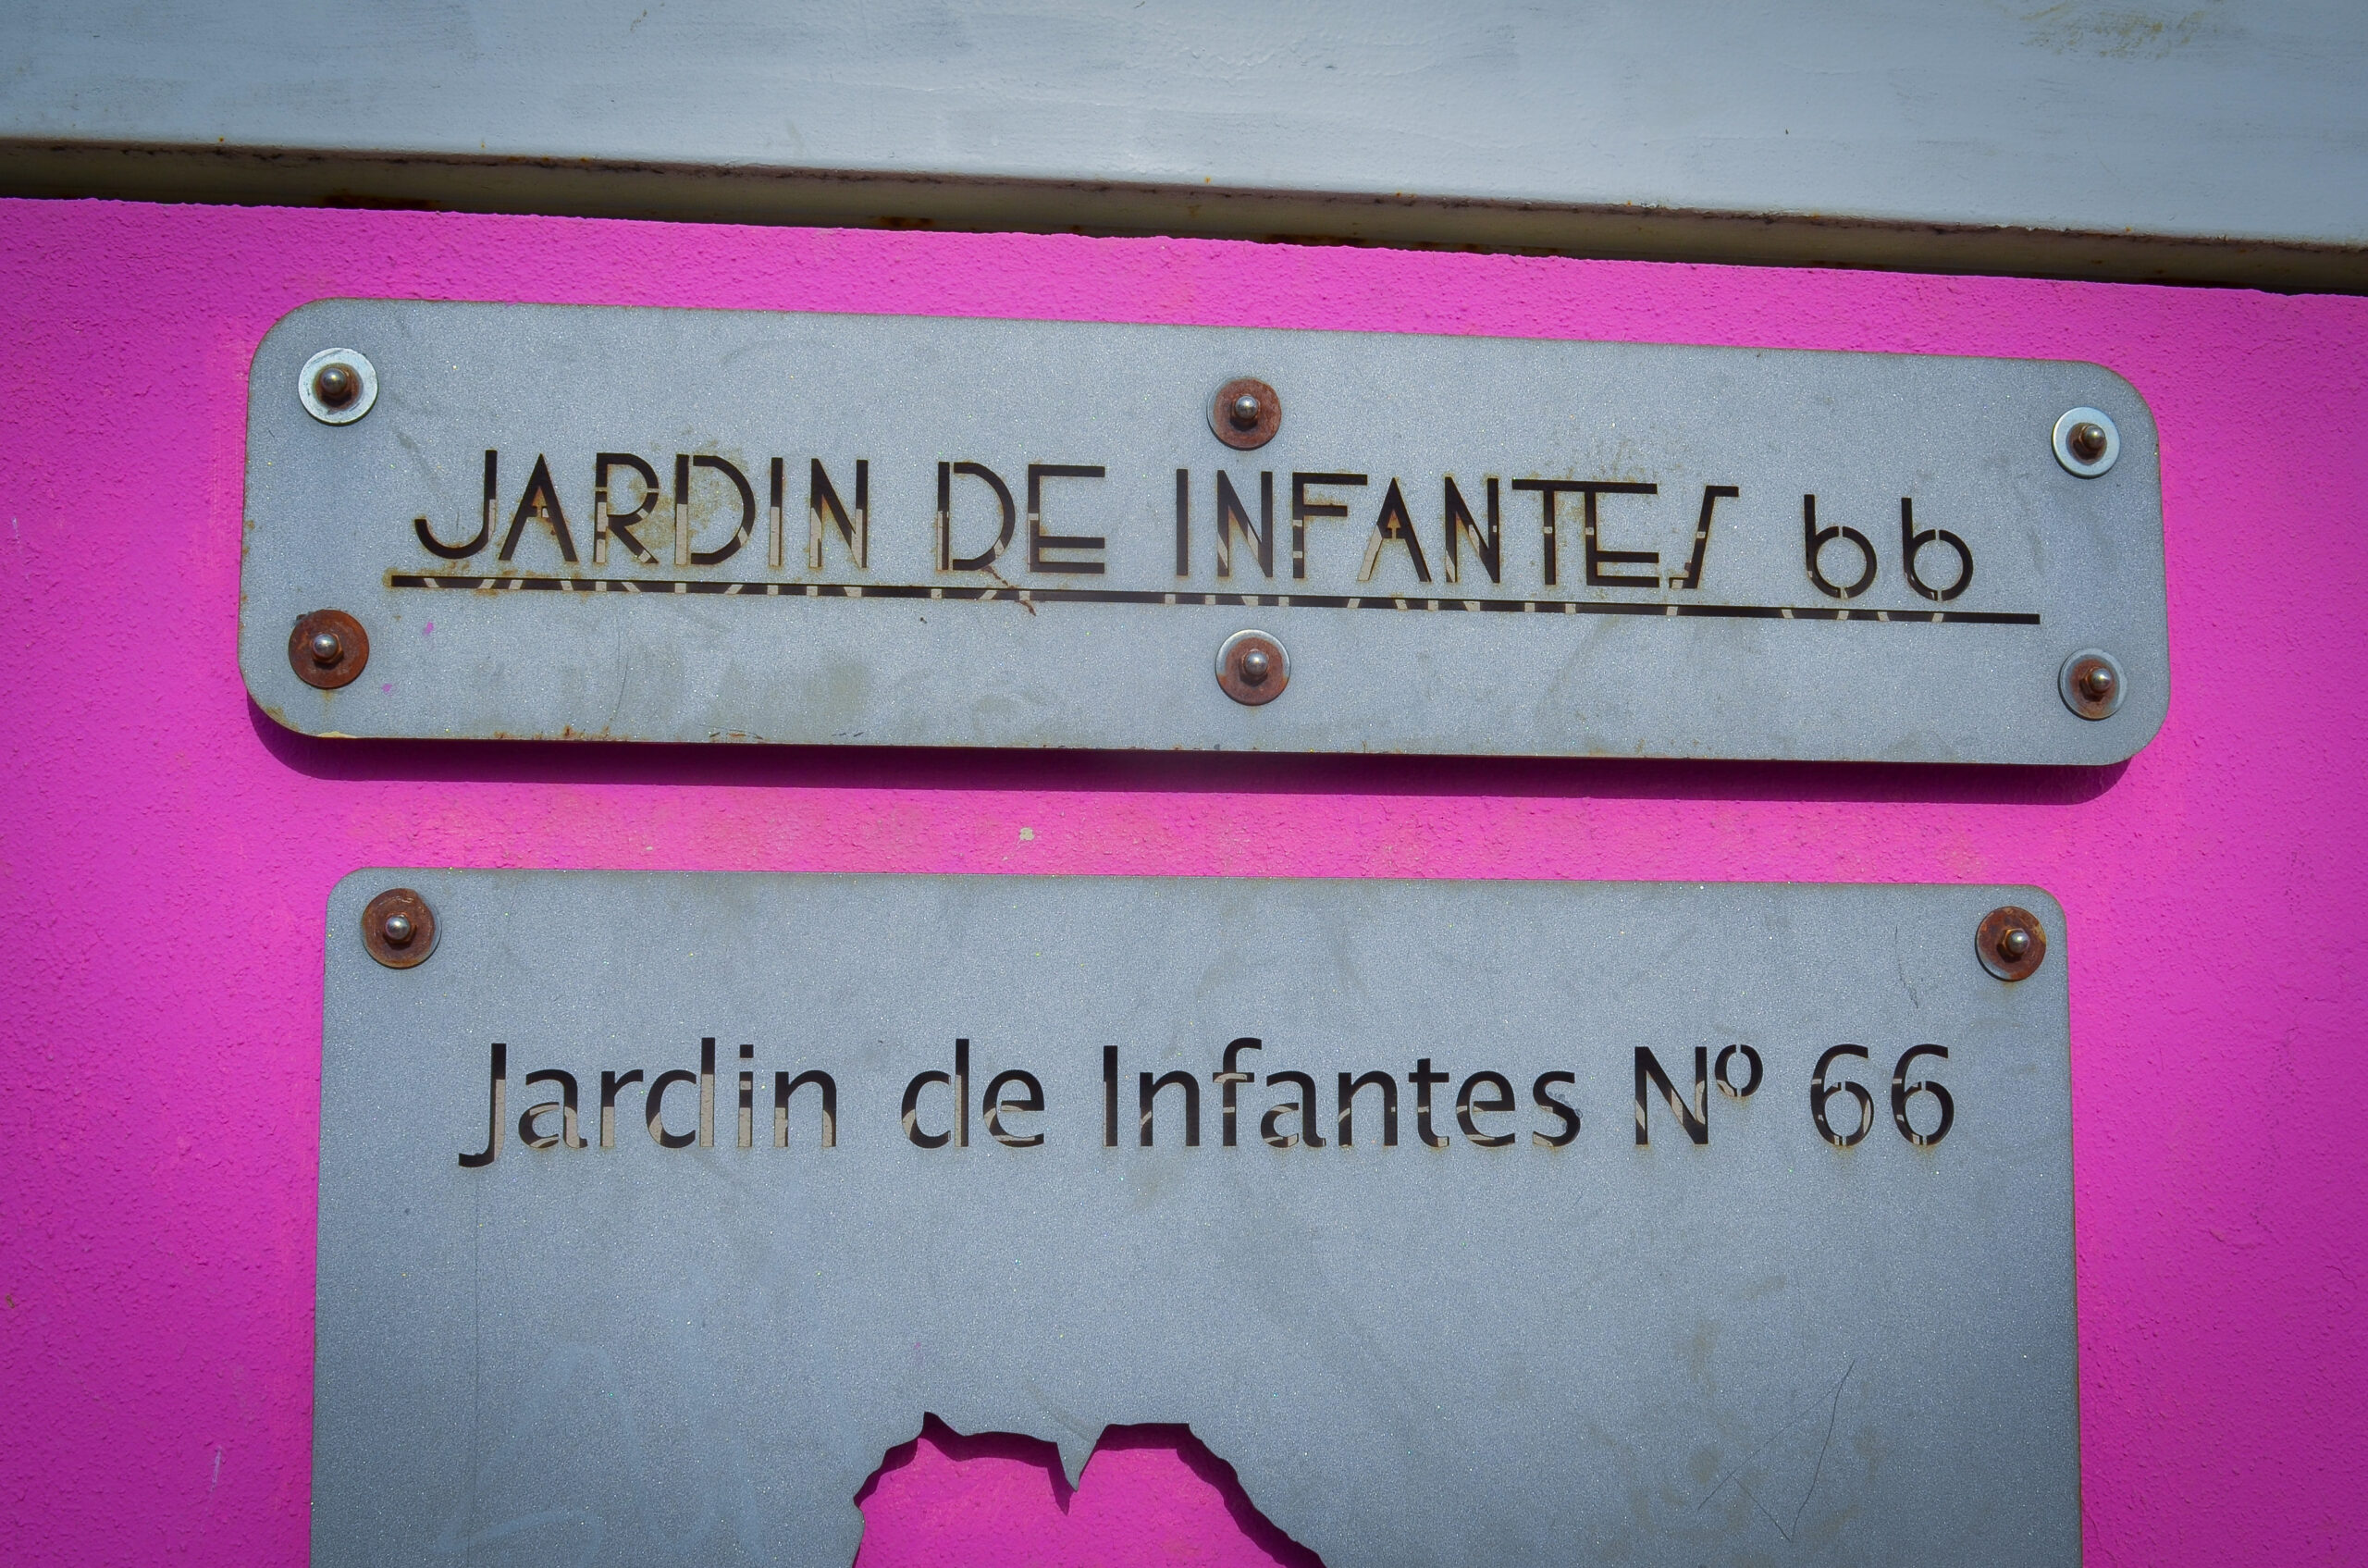 JARDIN DE INFANTES 66
Jardin de Infantes Nº 66